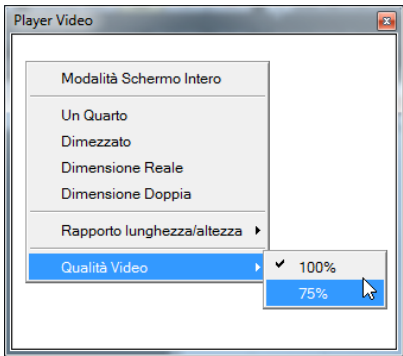 Player Video
Modalità Schermo Intero
Un Quarto
Dimezzato
Dimensione Reale
Dimensione Doppia
Rapporto lunghezza/altezza
Qualità Video
100%
75%